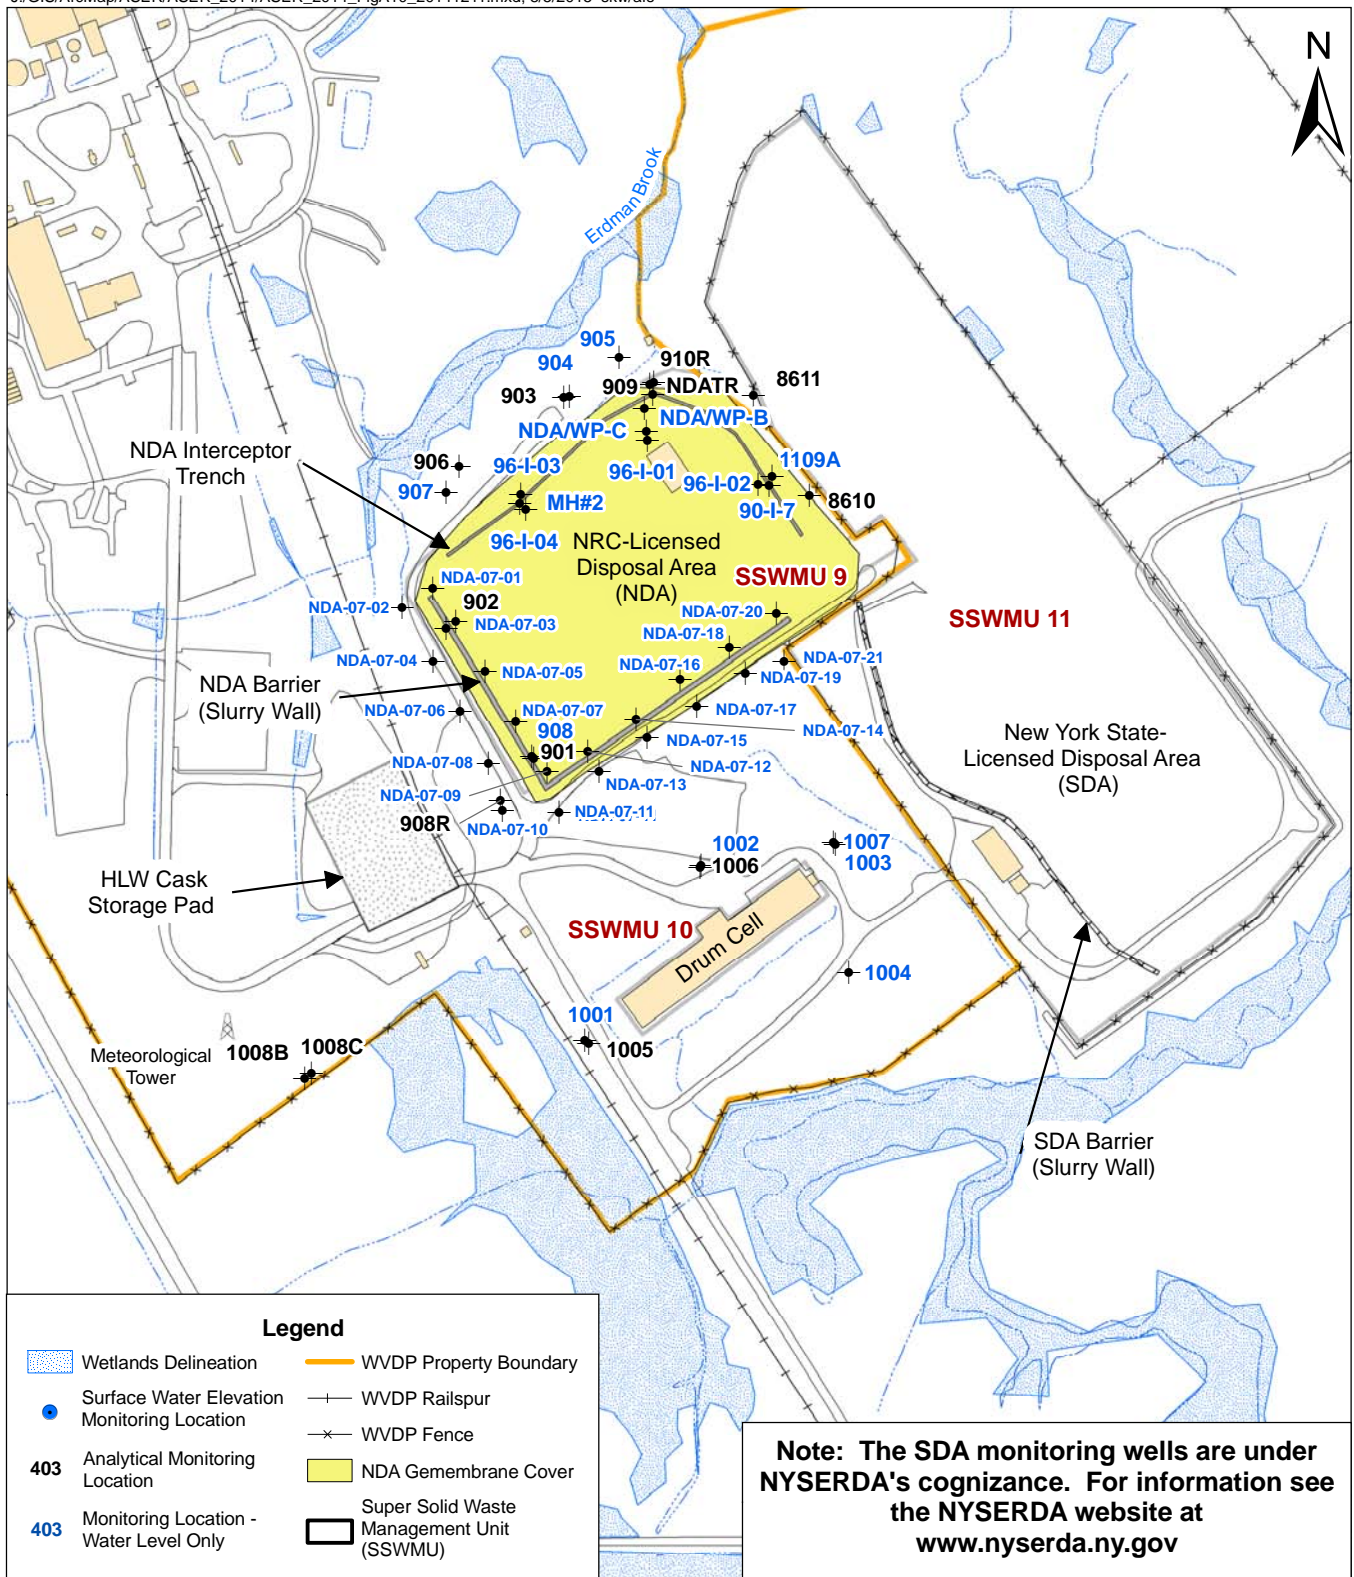 N
Erdman Brook
905
904
910R
909
NDATR
8611
903
NDA/WP-B
NDA/WP-C
NDA Interceptor
Trench
906
96-I-03
96-I-01
1109A
96-I-02
907
MH#2
90-I-7
8610
96-I-04
NRC-Licensed
Disposal Area
(NDA)
SSWMU 9
NDA-07-01
NDA-07-02
902
NDA-07-03
NDA-07-20
SSWMU 11
NDA-07-18
NDA-07-04
NDA-07-05
NDA-07-16
NDA-07-21
NDA-07-19
NDA Barrier
(Slurry Wall)
NDA-07-06
NDA-07-07
NDA-07-17
908
NDA-07-14
NDA-07-15
New York State-
Licensed Disposal Area
(SDA)
901
NDA-07-08
NDA-07-12
NDA-07-13
NDA-07-09
908R
NDA-07-10
NDA-07-11
1002
1006
1007
1003
HLW Cask
Storage Pad
SSWMU 10
Drum Cell
1004
1001
1005
Meteorological
Tower
1008B
1008C
SDA Barrier
(Slurry Wall)
Legend
Wetlands Delineation
Surface Water Elevation
Monitoring Location
403 Analytical Monitoring
Location
403 Monitoring Location -
Water Level Only
WVDP Property Boundary
WVDP Railspur
WVDP Fence
NDA Gemembrane Cover
Super Solid Waste
Management Unit
(SSWMU)
Note: The SDA monitoring wells are under
NYSERDA's cognizance. For information see
the NYSERDA website at
www.nyserda.ny.gov